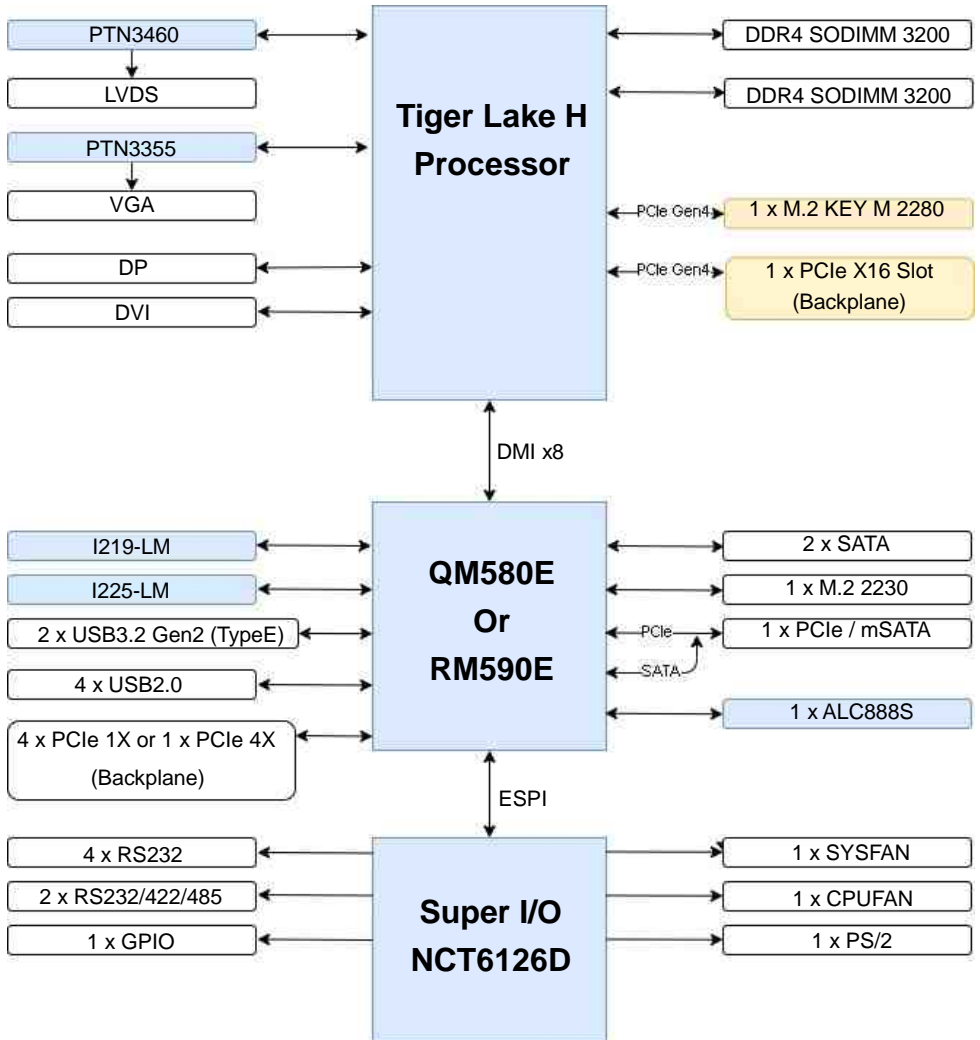 PTN3460
LVDS
PTN3355
VGA
DP
DVI
Tiger Lake H
Processor
DDR4 SODIMM 3200
DDR4 SODIMM 3200
PCIe Gen4
1 x M.2 KEY M 2280
PCIe Gen4
1 x PCIe X16 Slot
(Backplane)
DMI x8
I219-LM
I225-LM
2 x USB3.2 Gen2 (TypeE)
4 x USB2.0
4 x PCIe 1X or 1 x PCIe 4X
(Backplane)
QM580E
Or
RM590E
2 x SATA
1 x M.2 2230
PCIe
1 x PCIe / mSATA
SATA
1 x ALC888S
ESPI
4 x RS232
2 x RS232/422/485
1 x GPIO
Super I/O
NCT6126D
1 x SYSFAN
1 x CPUFAN
1 x PS/2